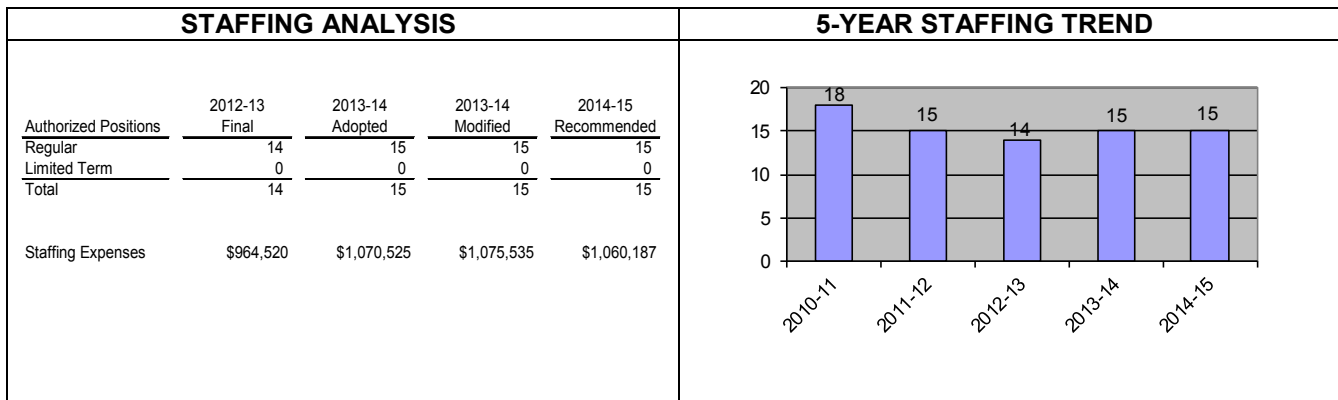 STAFFING ANALYSIS
2012-13 2013-14 2013-14 2014-15
Authorized Positions Final Adopted Modified Recommended
Regular 14 15 15 15
Limited Term 0 0 0 0
Total 14 15 15 15
Staffing Expenses $964,520 $1,070,525 $1,075,535 $1,060,187
5-YEAR STAFFING TREND
20
18
15 15 15
15
14
10
5
0
2010-11 2011-12 2012-13 2013-14 2014-15